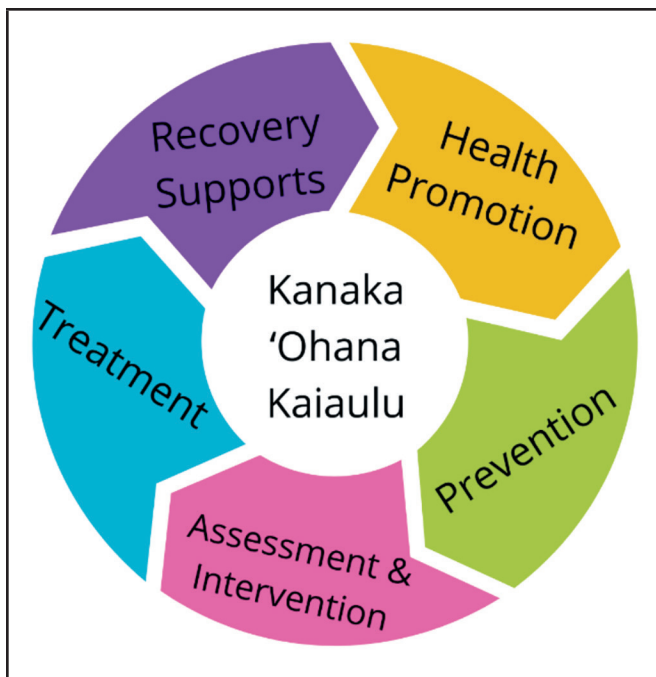 Recovery
Supports
Health
Promotion
Kanaka
‘Ohana
Kaiaulu
Treatment
Prevention
Assessment &
Intervention